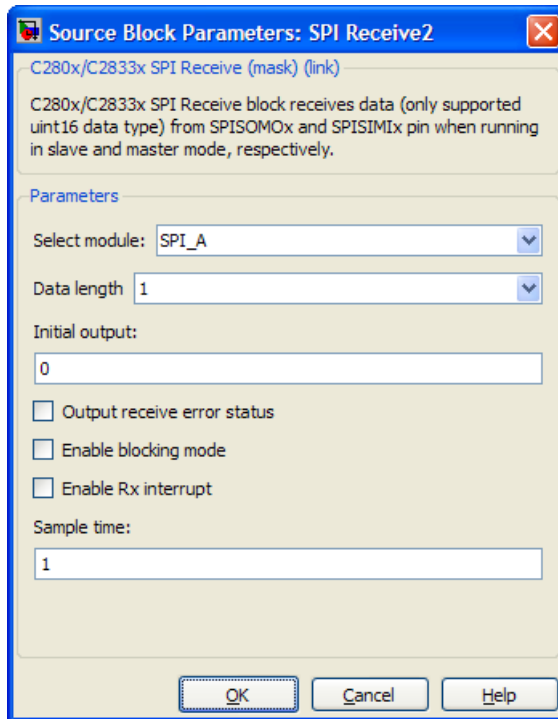 Source Block Parameters: SPI Receive2
C280x/C2833x SPI Receive (mask) (link)
C280x/C2833x SPI Receive block receives data (only supported
uint16 data type) from SPISOMOx and SPISIMIx pin when running
in slave and master mode, respectively.
Parameters
Select module: SPI_A
Data length 1
Initial output:
0
Output receive error status
Enable blocking mode
Enable Rx interrupt
Sample time:
1
OK Cancel Help